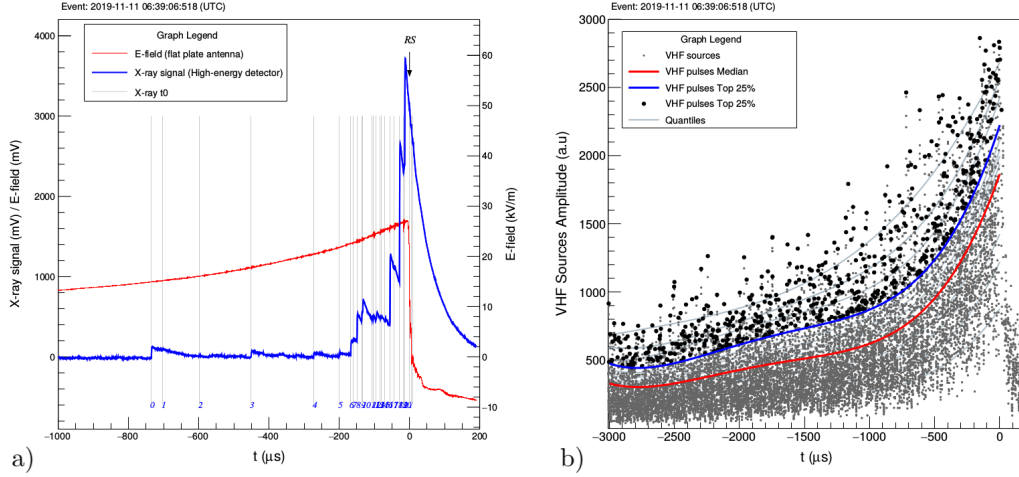 Event: 2019-11-11 06:39:06:518 (UTC)
Graph Legend
E-field (flat plate antenna)
X-ray signal (High-energy detector)
X-ray t0
RS
4000
3000
2000
1000
0
X-ray signal (mV) / E-field (mV)
60
50
40
30
20
10
0
−10
E-field (kV/m)
0 1 2 3 4 5
−1000 −800 −600 −400 −200 0 200
t (μs)
a)
Event: 2019-11-11 06:39:06:518 (UTC)
Graph Legend
VHF sources
VHF pulses Median
VHF pulses Top 25%
VHF pulses Top 25%
Quantiles
3000
2500
2000
1500
1000
500
VHF Sources Amplitude (a.u)
−3000 −2500 −2000 −1500 −1000 −500 0
t (μs)
b)